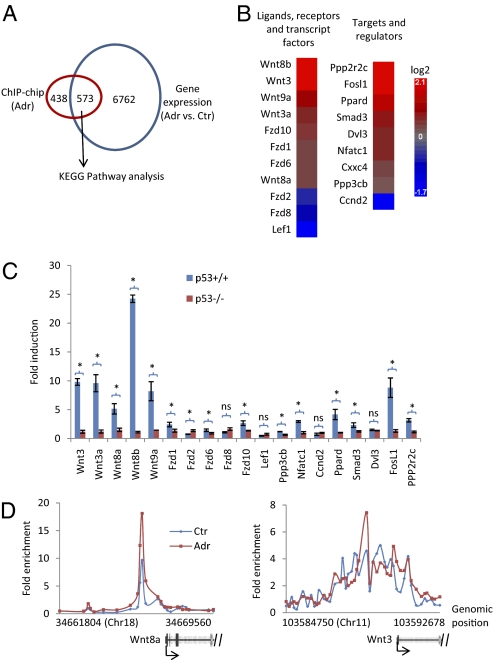 A
ChIP-chip
(Adr)
438
573
6762
Gene
expression
(Adr vs. Ctr)
KEGG Pathway analysis
B
Ligands, receptors
and transcript
factors
Wnt8b
Wnt3
Wnt9a
Wnt3a
Fzd10
Fzd1
Fzd6
Wnt8a
Fzd2
Fzd8
Lef1
Targets and
regulators
Ppp2r2c
Fosl1
Ppard
Smad3
Dvl3
Nfatc1
Cxxc4
Ppp3cb
Ccnd2
log2
2.1
0
-1.7
C
Fold induction
30
25
20
15
10
5
0
p53+/+
p53-/-
* * * * * * * * ns * ns * * ns * * ns * *
Wnt3 Wnt3a Wnt8a Wnt8b Wnt9a Fzd1 Fzd2 Fzd6 Fzd8 Fzd10 Lef1 Ppp3cb Nfatc1 Ccnd2 Ppard Smad3 Dvl3 FosL1 PPP2r2c
D
Fold enrichment
20
15
10
5
0
Ctr
Adr
34661804 (Chr18) 34669560
Wnt8a
Fold enrichment
8
6
4
2
0
103584750 (Chr11) 103592678
Wnt3
Genomic
position